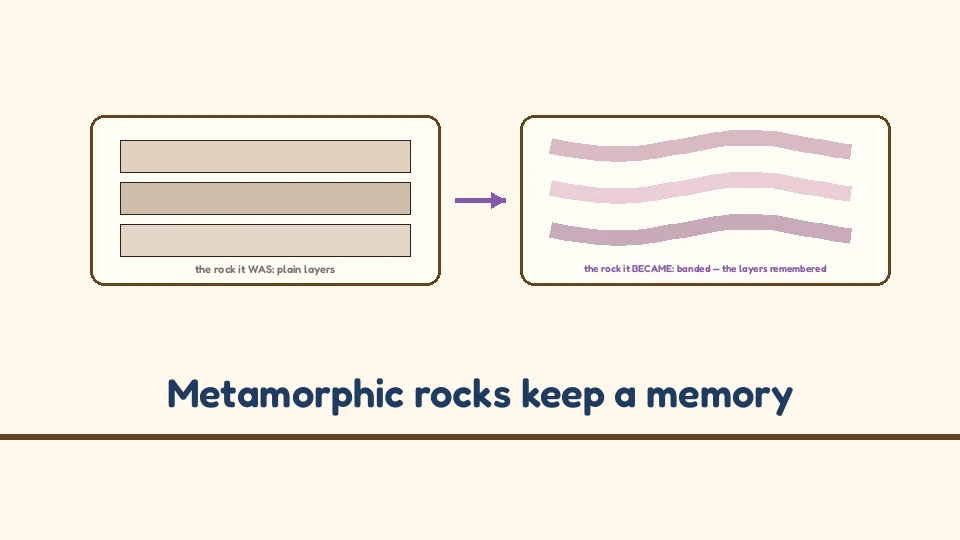 the rock it WAS: plain layers
the rock it BECAME: banded – the layers remembered
Metamorphic rocks keep a memory